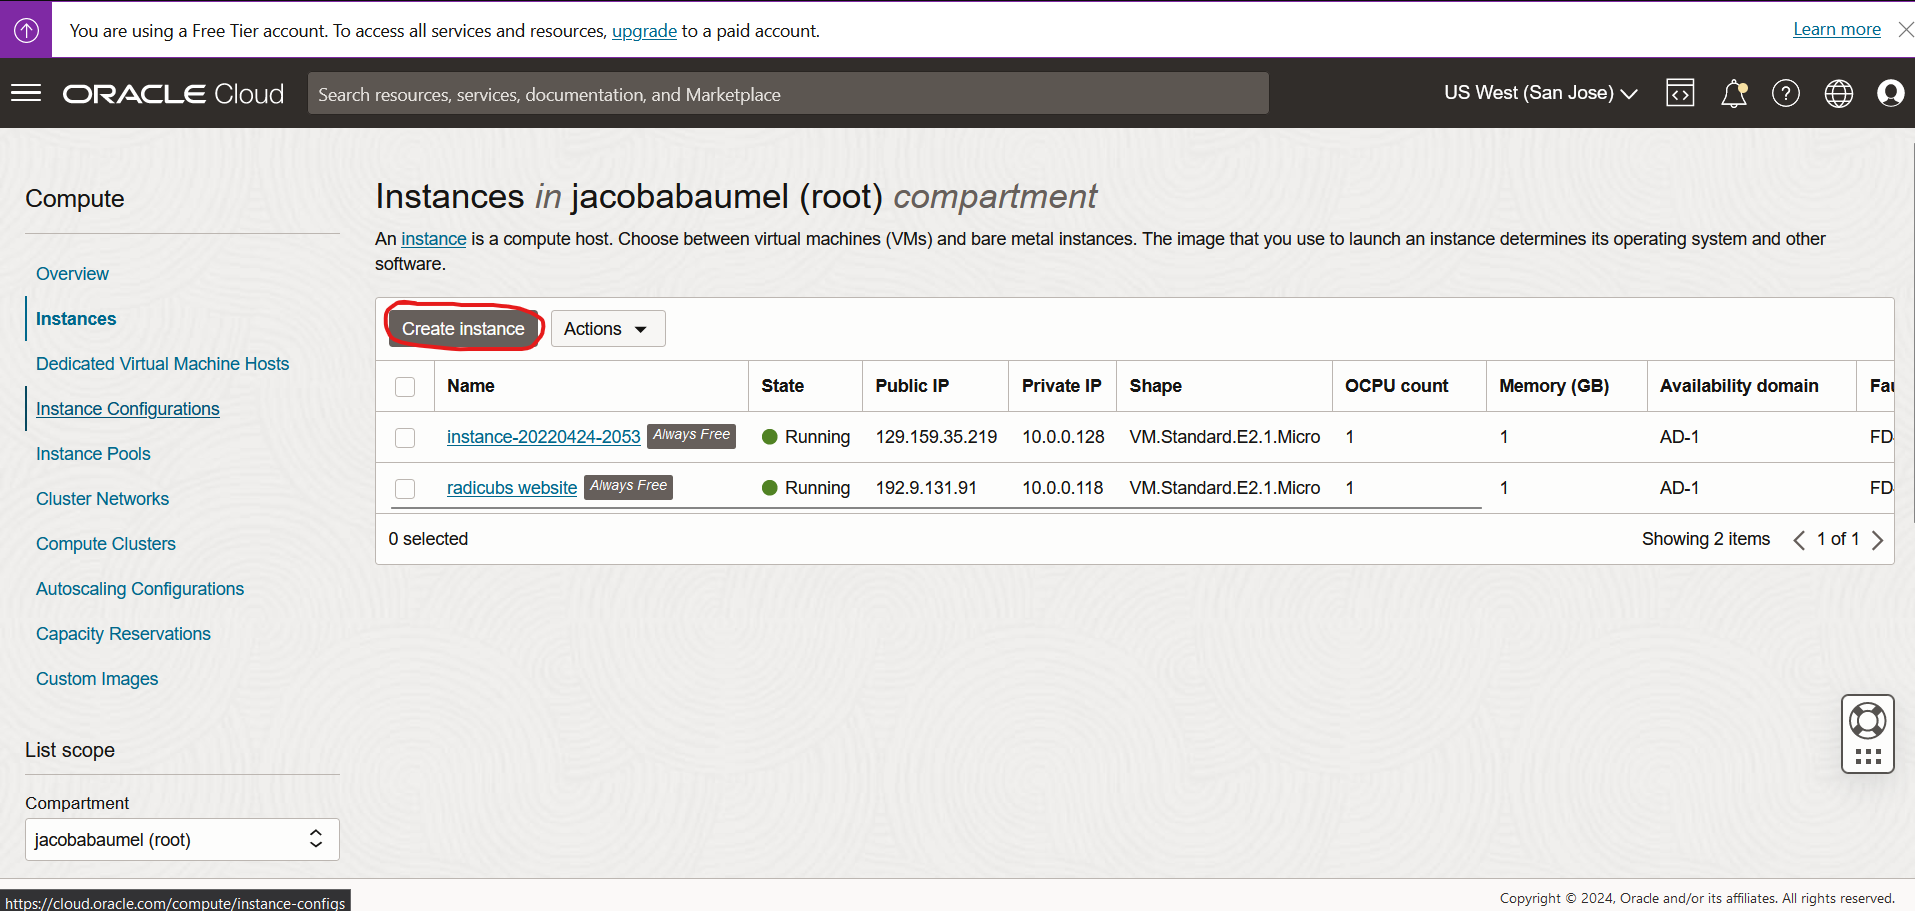 You are using a Free Tier account. To access all services and resources, upgrade to a paid account.
Learn more
ORACLE Cloud
Search resources, services, documentation, and Marketplace
US West (San Jose)
Compute
Overview
Instances
Dedicated Virtual Machine Hosts
Instance Configurations
Instance Pools
Cluster Networks
Compute Clusters
Autoscaling Configurations
Capacity Reservations
Custom Images
List scope
Compartment
jacobabaumel (root)
Instances in jacobabaumel (root) compartment
An instance is a compute host. Choose between virtual machines (VMs) and bare metal instances. The image that you use to launch an instance determines its operating system and other
software.
Create instance
Actions
Name State Public IP Private IP Shape OCPU count Memory (GB) Availability domain Fau
instance-20220424-2053 Always Free Running 129.159.35.219 10.0.0.128 VM.Standard.E2.1.Micro 1 1 AD-1 FD-
radicubs website Always Free Running 192.9.131.91 10.0.0.118 VM.Standard.E2.1.Micro 1 1 AD-1 FD-
0 selected
Showing 2 items
1 of 1
https://cloud.oracle.com/compute/instance-configs
Copyright © 2024, Oracle and/or its affiliates. All rights reserved.